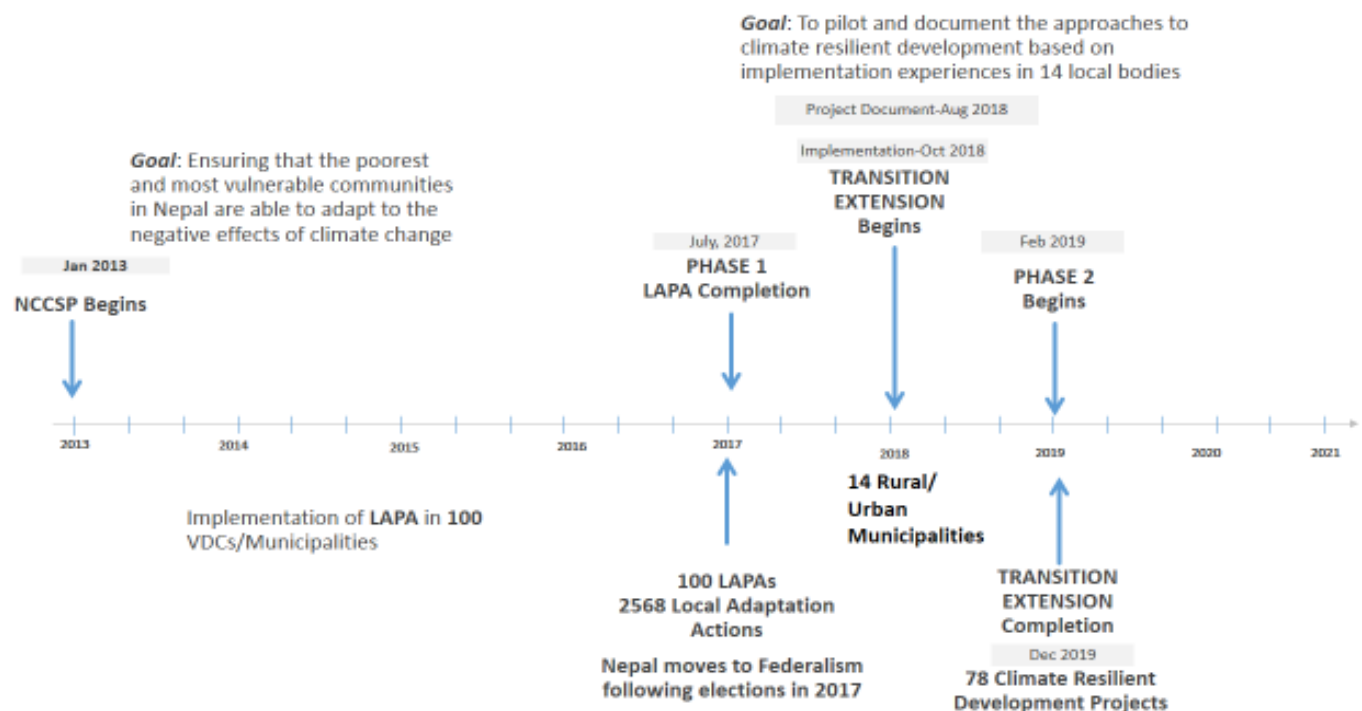 Goal: To pilot and document the approaches to
climate resilient development based on
implementation experiences in 14 local bodies
Project Document-Aug 2018
Implementation-Oct 2018
TRANSITION
EXTENSION
Begins
Goal: Ensuring that the poorest
and most vulnerable communities
in Nepal are able to adapt to the
negative effects of climate change
Jan 2013
NCCSP Begins
July, 2017
PHASE 1
LAPA Completion
Feb 2019
PHASE 2
Begins
2013
2014
2015
2016
2017
2018
2019
2020
2021
Implementation of LAPA in 100
VDCs/Municipalities
14 Rural/
Urban
Municipalities
100 LAPAs
2568 Local Adaptation
Actions
Nepal moves to Federalism
following elections in 2017
TRANSITION
EXTENSION
Completion
Dec 2019
78 Climate Resilient
Development Projects